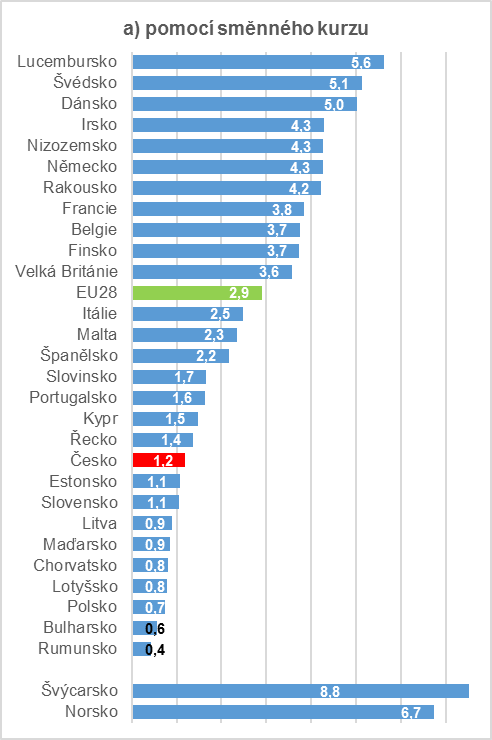 a) pomocí směnného kurzu
Lucembursko 5,6
Švédsko 5,1
Dánsko 5,0
Irsko 4,3
Nizozemsko 4,3
Německo 4,3
Rakousko 4,2
Francie 3,8
Belgie 3,7
Finsko 3,7
Velká Británie 3,6
EU28 2,9
Itálie 2,5
Malta 2,3
Španělsko 2,2
Slovinsko 1,7
Portugalsko 1,6
Kypr 1,5
Řecko 1,4
Česko 1,2
Estonsko 1,1
Slovensko 1,1
Litva 0,9
Maďarsko 0,9
Chorvatsko 0,8
Lotyšsko 0,8
Polsko 0,7
Bulharsko 0,6
Rumunsko 0,4
Švýcarsko 8,8
Norsko 6,7